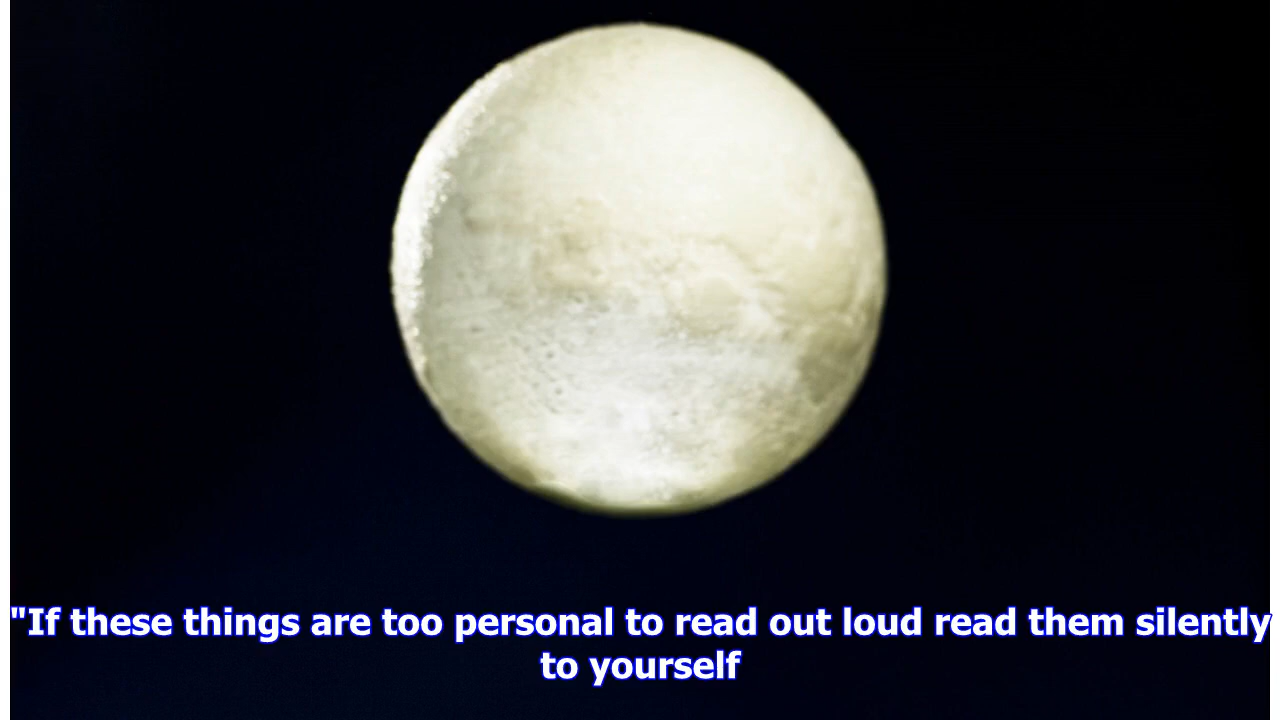 "If these things are too personal to read out loud read them silently
to yourself